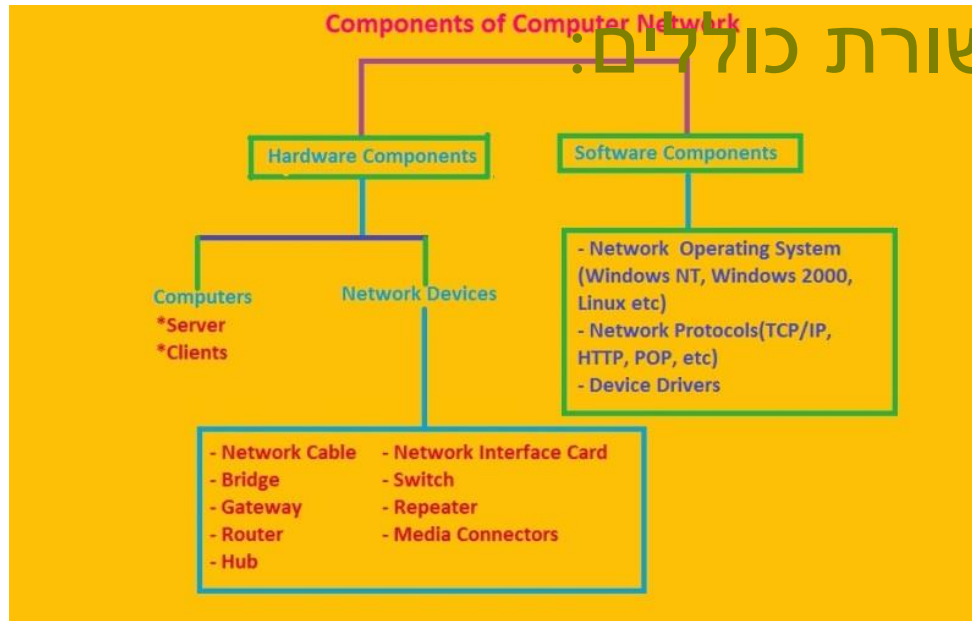 Components of Computer Network
כוללים:
Hardware Components
Software Components
Computers
*Server
*Clients
Network Devices
- Network Operating System
(Windows NT, Windows 2000,
Linux etc)
- Network Protocols(TCP/IP,
HTTP, POP, etc)
- Device Drivers
- Network Cable
- Bridge
- Gateway
- Router
- Hub
- Network Interface Card
- Switch
- Repeater
- Media Connectors